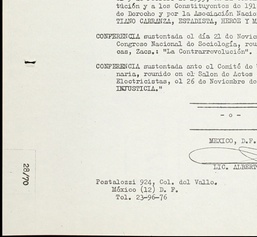 tución y a los Constituyentes de 191
de Derecho y por la Asociación Nacio
TIANO CARRANZA, ESTADISTA, HEROE Y M
CONFERENCIA sustentada el día 21 de Novie
Congreso Nacional de Sociología, reu
cas, Zacs.: "La Contrarrevolución.
CONFERENCIA sustentada ante el Comité de
naria, reunido en el Salon de Actos
Electricistas, el 26 de Noviembre de
INJUSTICIA."
- o -
MEXICO, D.F.
LIC. ALBERT
Pestalozzi 924, Col. del Valle.
México (12) D. F.
Tel. 23-96-76
28/70